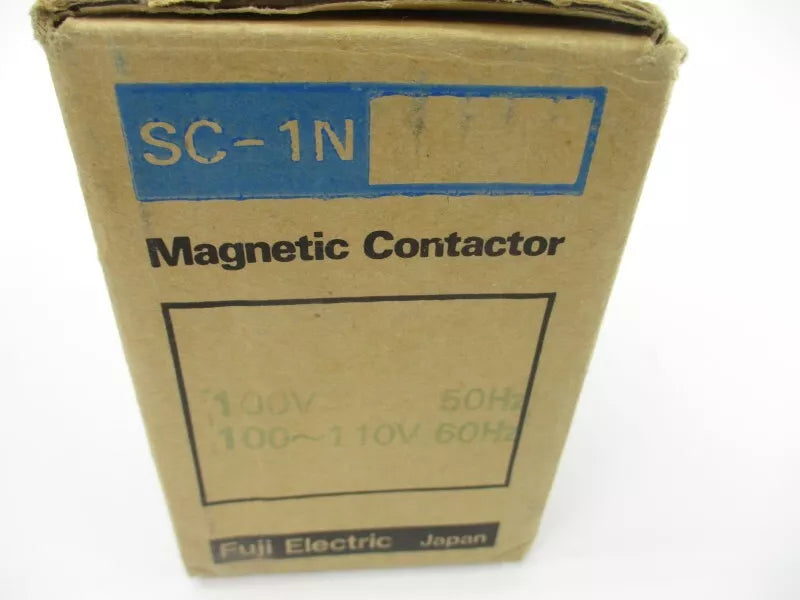 SC-1N
Magnetic Contactor
100V 50Hz
100~110V 60Hz
Fuji Electric Japan